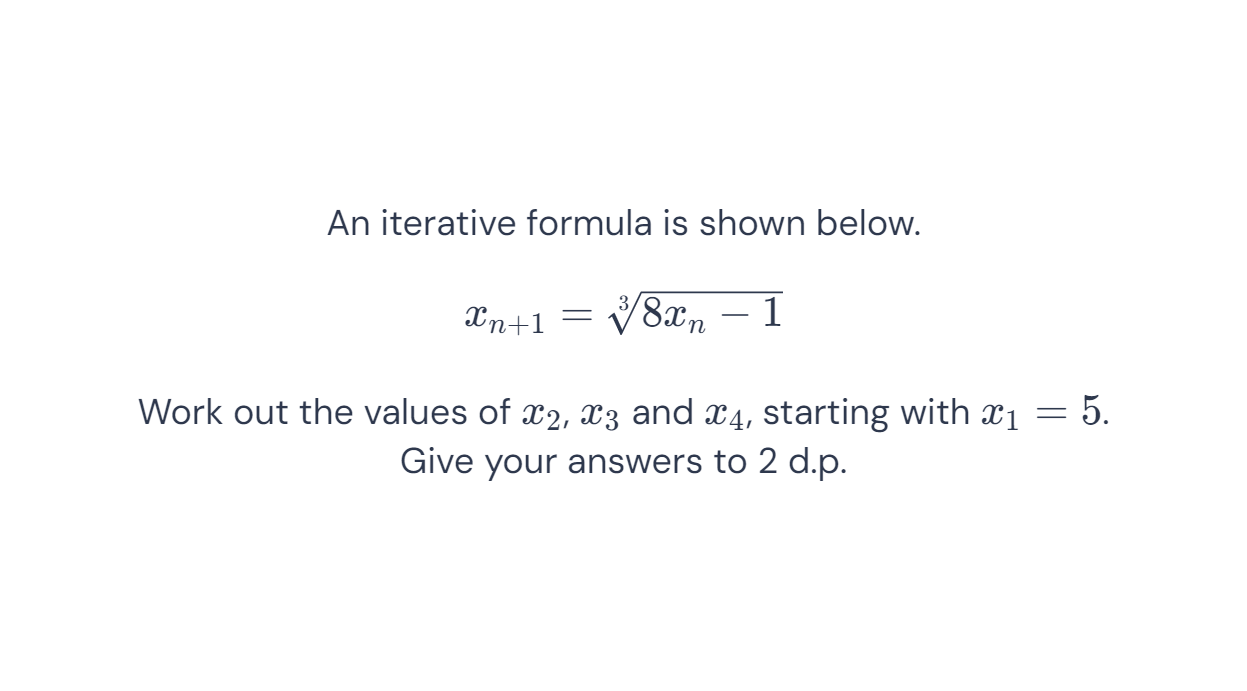 An iterative formula is shown below.
$x_{n+1} = \sqrt[3]{8x_n - 1}$
Work out the values of $x_2$, $x_3$ and $x_4$, starting with $x_1 = 5$.
Give your answers to 2 d.p.